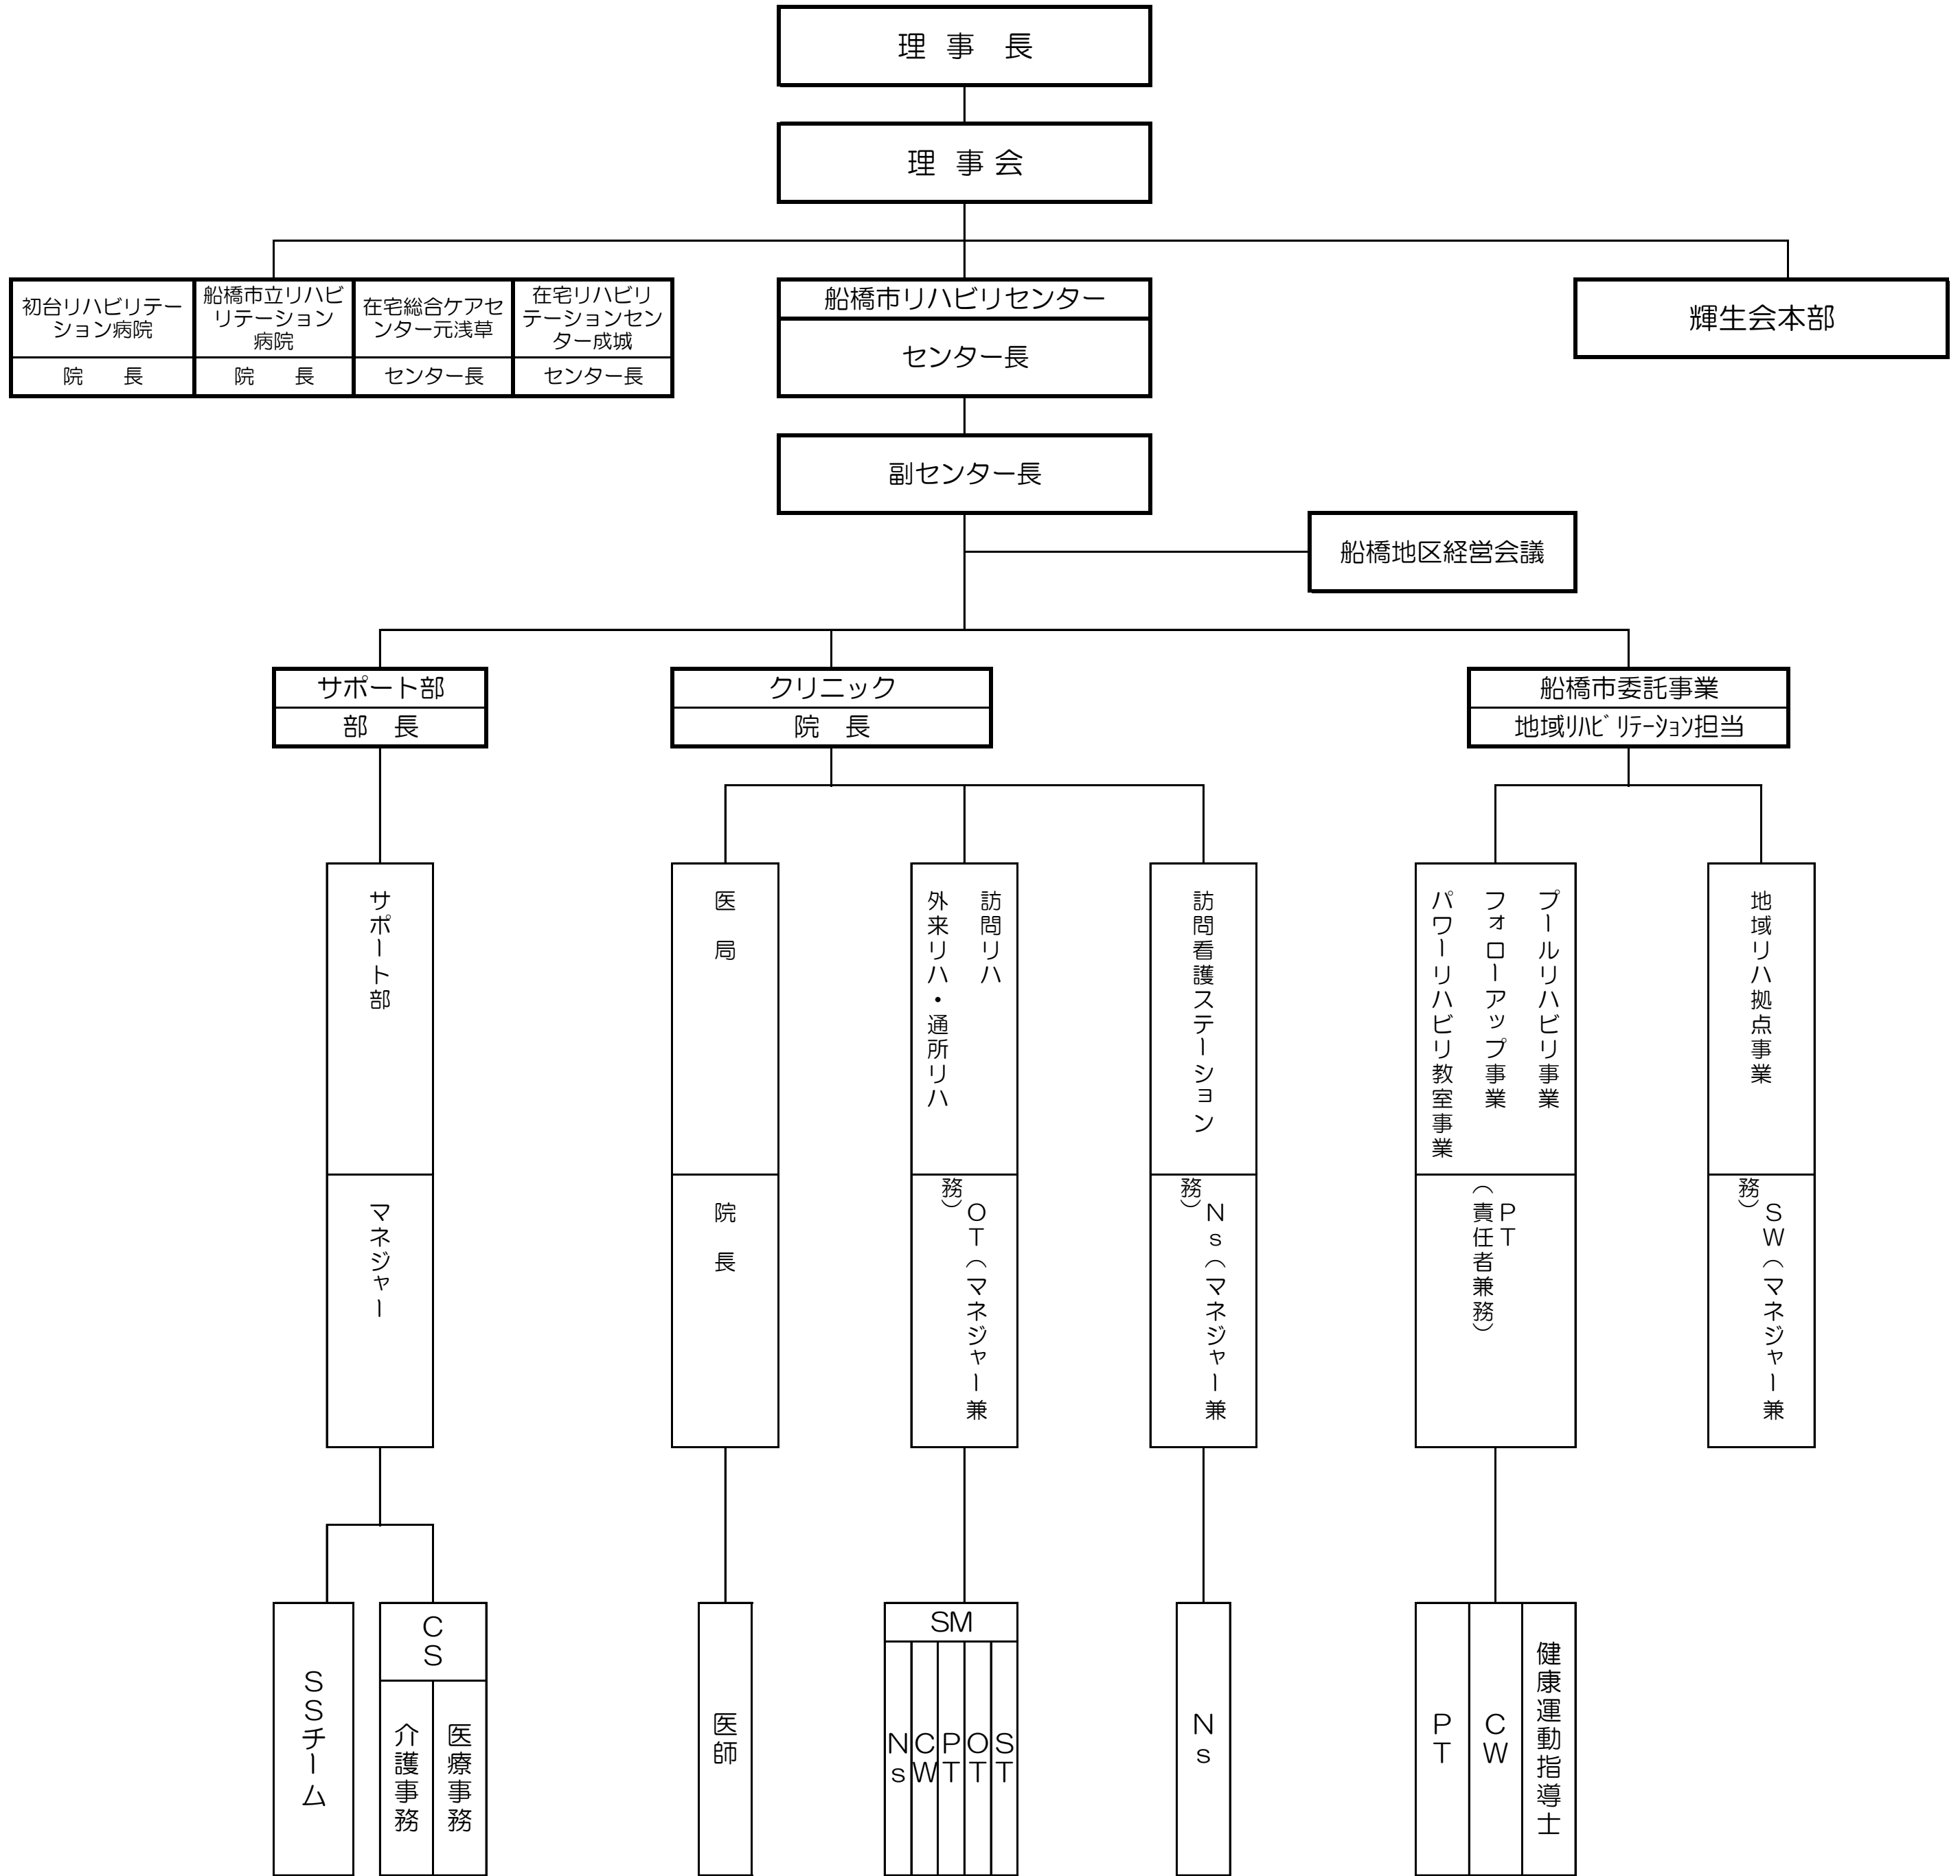 理 事 長
理 事 会
初台リハビリテー
ション病院
院 長
船橋市立リハビ
リテーション
病院
院 長
在宅総合ケアセ
ンター元浅草
センター長
在宅リハビリ
テーションセン
ター成城
センター長
船橋市リハビリセンター
センター長
輝生会本部
副センター長
船橋地区経営会議
サポート部
部 長
クリニック
院 長
船橋市委託事業
地域ﾘﾊﾋﾞﾘﾃｰｼｮﾝ担当
サポート部
マネジャー
医 局
院 長
訪問リハ
外来リハ・通所リハ
OT（マネジャー兼
務）
訪問看護ステーション
Ns（マネジャー兼
務）
プールリハビリ事業
フォローアップ事業
パワーリハビリ教室事業
PT
（責任者兼務）
地域リハ拠点事業
SW（マネジャー兼
務）
SSチーム
CS
介護事務
医療事務
医師
SM
Ns
CW
PT
OT
ST
Ns
PT
CW
健康運動指導士